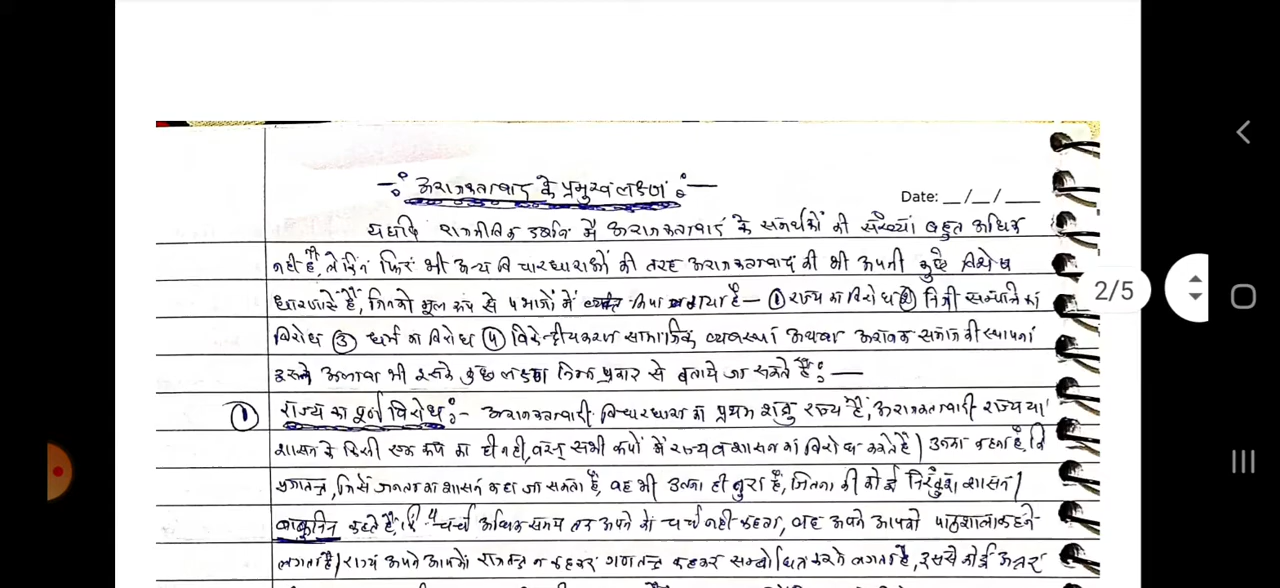 अराजकतावाद के प्रमुख लक्षण
Date: _/_/__
यद्यपि राजनीतिक दर्शन में अराजकतावाद के समर्थकों की संख्या बहुत अधिक
नही है, लेकिन फिर भी अन्य विचारधाराओं की तरह अराजकतावाद की भी अपनी कुछ विशेष
धारणाऐं हैं, जिनको मूल रूप से 4 भागों में व्यक्त किया गया है— ① राज्य का विरोध ② निजी सम्पत्ति का
विरोध ③ धर्म का विरोध ④ विकेन्द्रीयकरण सामाजिक व्यवस्था अथवा अराजक समाज की स्थापना
इसके अलावा भी इसके कुछ लक्षण निम्न प्रकार से बताये जा सकते हैं:—
① राज्य का पूर्ण विरोध:- अराजकतावादी विचारधारा का प्रथम शत्रु राज्य है, अराजकतावादी राज्य या
शासन के किसी एक रूप का ही नही, वरन् सभी रूपों में राज्य व शासन का विरोध करते हैं। उनका कहना है, कि
प्रजातन्त्र, जिसे जनता का शासन कहा जा सकता है, वह भी उतना ही बुरा है, जितना की कोई निरंकुश शासन।
बाकुनिन कहते हैं, कि "चर्च अधिक समय तक अपने को चर्च नही कहता, वह अपने आपको पाठशाला कहने
लगता है। राज्य अपने आपको राजतन्त्र न कहकर गणतन्त्र कहकर सम्बोधित करने लगता है, इससे कोई अन्तर
2/5